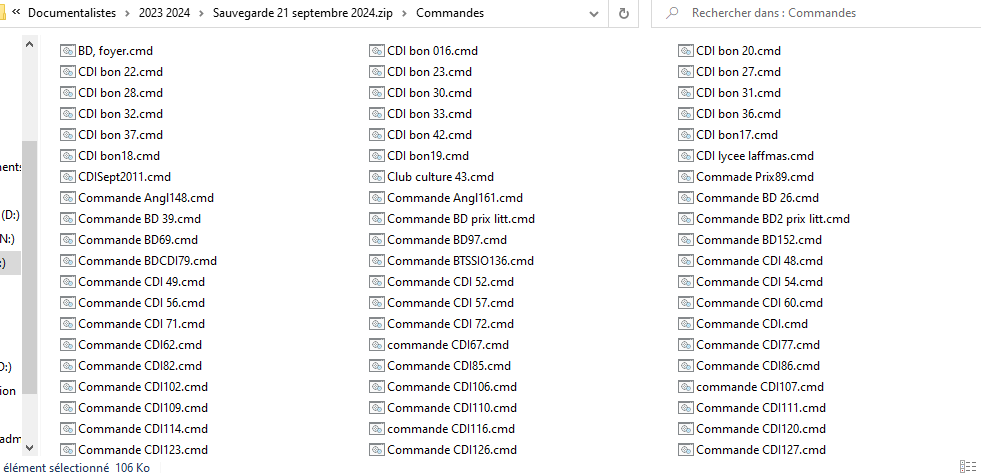 « Documentalistes > 2023 2024 > Sauvegarde 21 septembre 2024.zip > Commandes
Rechercher dans : Commandes
BD, foyer.cmd CDI bon 016.cmd CDI bon 20.cmd
CDI bon 22.cmd CDI bon 23.cmd CDI bon 27.cmd
CDI bon 28.cmd CDI bon 30.cmd CDI bon 31.cmd
CDI bon 32.cmd CDI bon 33.cmd CDI bon 36.cmd
CDI bon 37.cmd CDI bon 42.cmd CDI bon17.cmd
CDI bon18.cmd CDI bon19.cmd CDI lycee laffmas.cmd
ments CDISept2011.cmd Club culture 43.cmd Commade Prix89.cmd
Commande Angl148.cmd Commande Angl161.cmd Commande BD 26.cmd
(D:) Commande BD 39.cmd Commande BD prix litt.cmd Commande BD2 prix litt.cmd
N:) Commande BD69.cmd Commande BD97.cmd Commande BD152.cmd
:) Commande BDCDI79.cmd Commande BTSSIO136.cmd Commande CDI 48.cmd
Commande CDI 49.cmd Commande CDI 52.cmd Commande CDI 54.cmd
Commande CDI 56.cmd Commande CDI 57.cmd Commande CDI 60.cmd
Commande CDI 71.cmd Commande CDI 72.cmd Commande CDI.cmd
Commande CDI62.cmd commande CDI67.cmd Commande CDI77.cmd
D:) Commande CDI82.cmd Commande CDI85.cmd Commande CDI86.cmd
ion Commande CDI102.cmd Commande CDI106.cmd commande CDI107.cmd
Commande CDI109.cmd Commande CDI110.cmd Commande CDI111.cmd
adm Commande CDI114.cmd commande CDI116.cmd Commande CDI120.cmd
Commande CDI123.cmd Commande CDI126.cmd Commande CDI127.cmd
élément sélectionné 106 Ko